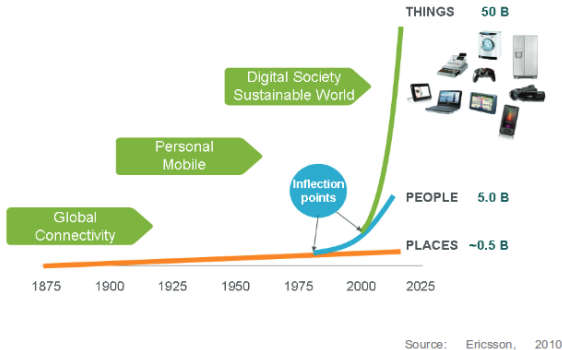 THINGS 50 B
Digital Society
Sustainable World
Personal
Mobile
Inflection
points
PEOPLE 5.0 B
Global
Connectivity
PLACES ~0.5 B
1875 1900 1925 1950 1975 2000 2025
Source: Ericsson, 2010